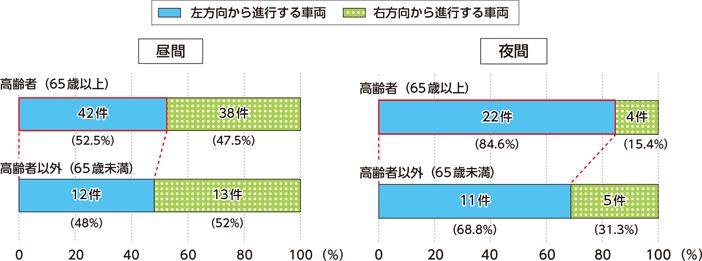 左方向から進行する車両 右方向から進行する車両
昼間
高齢者（65歳以上）
42件 38件
(52.5%) (47.5%)
高齢者以外（65歳未満）
12件 13件
(48%) (52%)
0 20 40 60 80 100 (%)
夜間
高齢者（65歳以上）
22件 4件
(84.6%) (15.4%)
高齢者以外（65歳未満）
11件 5件
(68.8%) (31.3%)
0 20 40 60 80 100 (%)